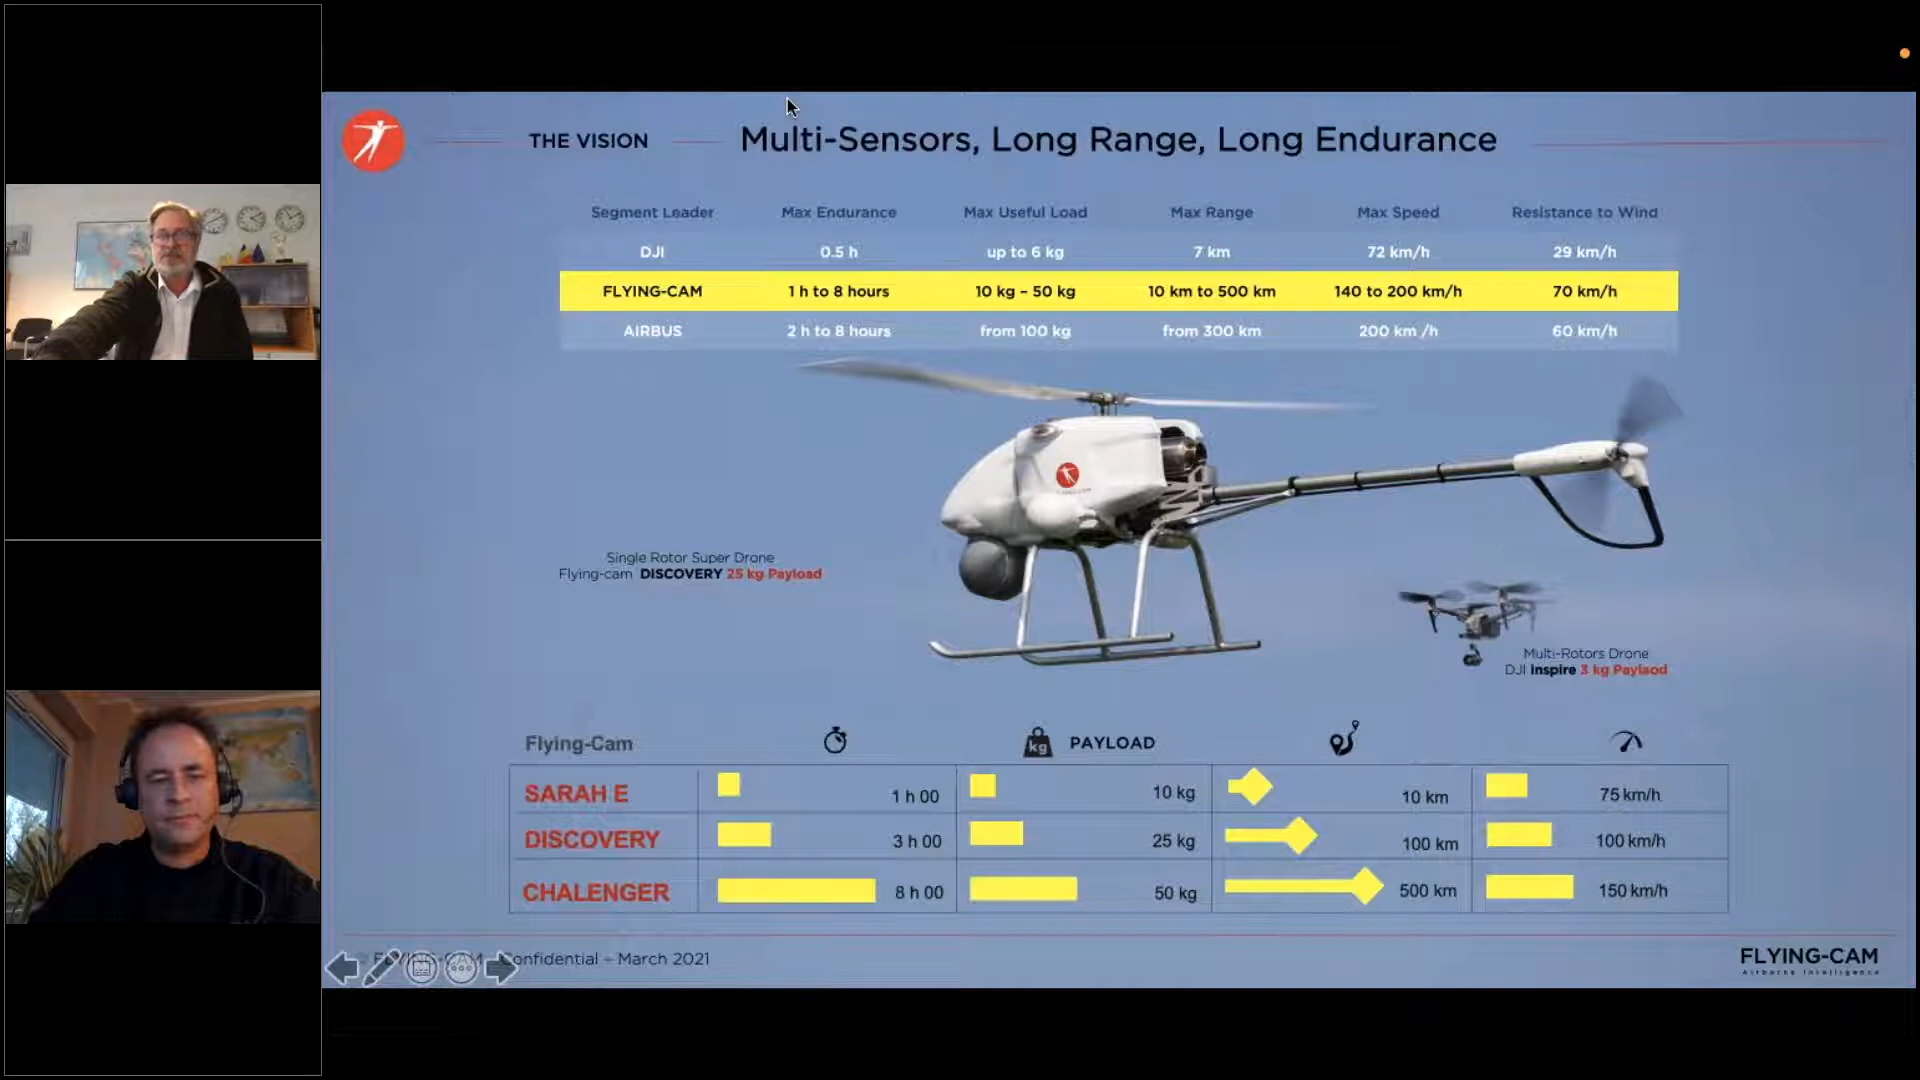 THE VISION
Multi-Sensors, Long Range, Long Endurance
Segment Leader Max Endurance Max Useful Load Max Range Max Speed Resistance to Wind
DJI 0.5 h up to 6 kg 7 km 72 km/h 29 km/h
FLYING-CAM 1 h to 8 hours 10 kg – 50 kg 10 km to 500 km 140 to 200 km/h 70 km/h
AIRBUS 2 h to 8 hours from 100 kg from 300 km 200 km /h 60 km/h
Single Rotor Super Drone
Flying-cam DISCOVERY 25 kg Payload
Multi-Rotors Drone
DJI Inspire 3 kg Paylaod
Flying-Cam kg PAYLOAD
SARAH E 1 h 00 10 kg 10 km 75 km/h
DISCOVERY 3 h 00 25 kg 100 km 100 km/h
CHALENGER 8 h 00 50 kg 500 km 150 km/h
FLYING-CAM Confidential – March 2021
FLYING-CAM
Airborne Intelligence